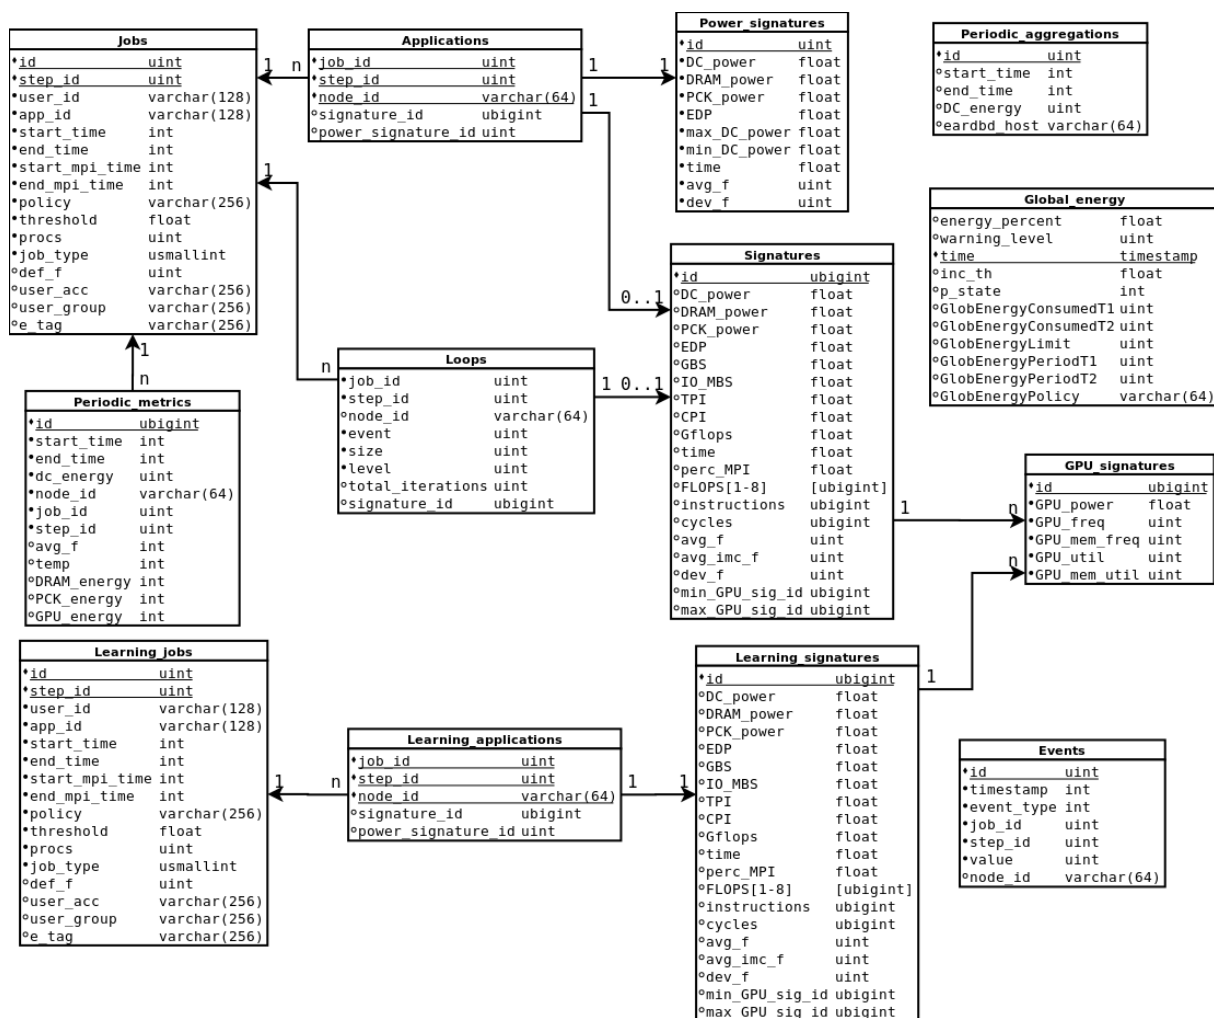 Jobs
id uint
step_id uint
user_id varchar(128)
app_id varchar(128)
start_time int
end_time int
start_mpi_time int
end_mpi_time int
policy varchar(256)
threshold float
procs uint
job_type usmallint
def_f uint
user_acc varchar(256)
user_group varchar(256)
e_tag varchar(256)
1 n
Applications
job_id uint
step_id uint
node_id varchar(64)
signature_id ubigint
power_signature_id uint
1 1
1
0..1
Power_signatures
id uint
DC_power float
DRAM_power float
PCK_power float
EDP float
max_DC_power float
min_DC_power float
time float
avg_f uint
dev_f uint
Periodic_aggregations
id uint
start_time int
end_time int
DC_energy uint
eardbd_host varchar(64)
Global_energy
energy_percent float
warning_level uint
time timestamp
inc_th float
p_state int
GlobEnergyConsumedT1 uint
GlobEnergyConsumedT2 uint
GlobEnergyLimit uint
GlobEnergyPeriodT1 uint
GlobEnergyPeriodT2 uint
GlobEnergyPolicy varchar(64)
1
n
Loops
job_id uint
step_id uint
node_id varchar(64)
event uint
size uint
level uint
total_iterations uint
signature_id ubigint
1 0..1
Signatures
id ubigint
DC_power float
DRAM_power float
PCK_power float
EDP float
GBS float
IO_MBS float
TPI float
CPI float
Gflops float
time float
perc_MPI float
FLOPS[1-8] [ubigint]
instructions ubigint
cycles ubigint
avg_f uint
avg_imc_f uint
dev_f uint
min_GPU_sig_id ubigint
max_GPU_sig_id ubigint
1 n
GPU_signatures
id ubigint
GPU_power float
GPU_freq uint
GPU_mem_freq uint
GPU_util uint
GPU_mem_util uint
n
1
1
n
Periodic_metrics
id ubigint
start_time int
end_time int
dc_energy uint
node_id varchar(64)
job_id uint
step_id uint
avg_f int
temp int
DRAM_energy int
PCK_energy int
GPU_energy int
Learning_jobs
id uint
step_id uint
user_id varchar(128)
app_id varchar(128)
start_time int
end_time int
start_mpi_time int
end_mpi_time int
policy varchar(256)
threshold float
procs uint
job_type usmallint
def_f uint
user_acc varchar(256)
user_group varchar(256)
e_tag varchar(256)
1 n
Learning_applications
job_id uint
step_id uint
node_id varchar(64)
signature_id ubigint
power_signature_id uint
1 1
Learning_signatures
id ubigint
DC_power float
DRAM_power float
PCK_power float
EDP float
GBS float
IO_MBS float
TPI float
CPI float
Gflops float
time float
perc_MPI float
FLOPS[1-8] [ubigint]
instructions ubigint
cycles ubigint
avg_f uint
avg_imc_f uint
dev_f uint
min_GPU_sig_id ubigint
max_GPU_sig_id ubigint
Events
id uint
timestamp int
event_type int
job_id uint
step_id uint
value uint
node_id varchar(64)